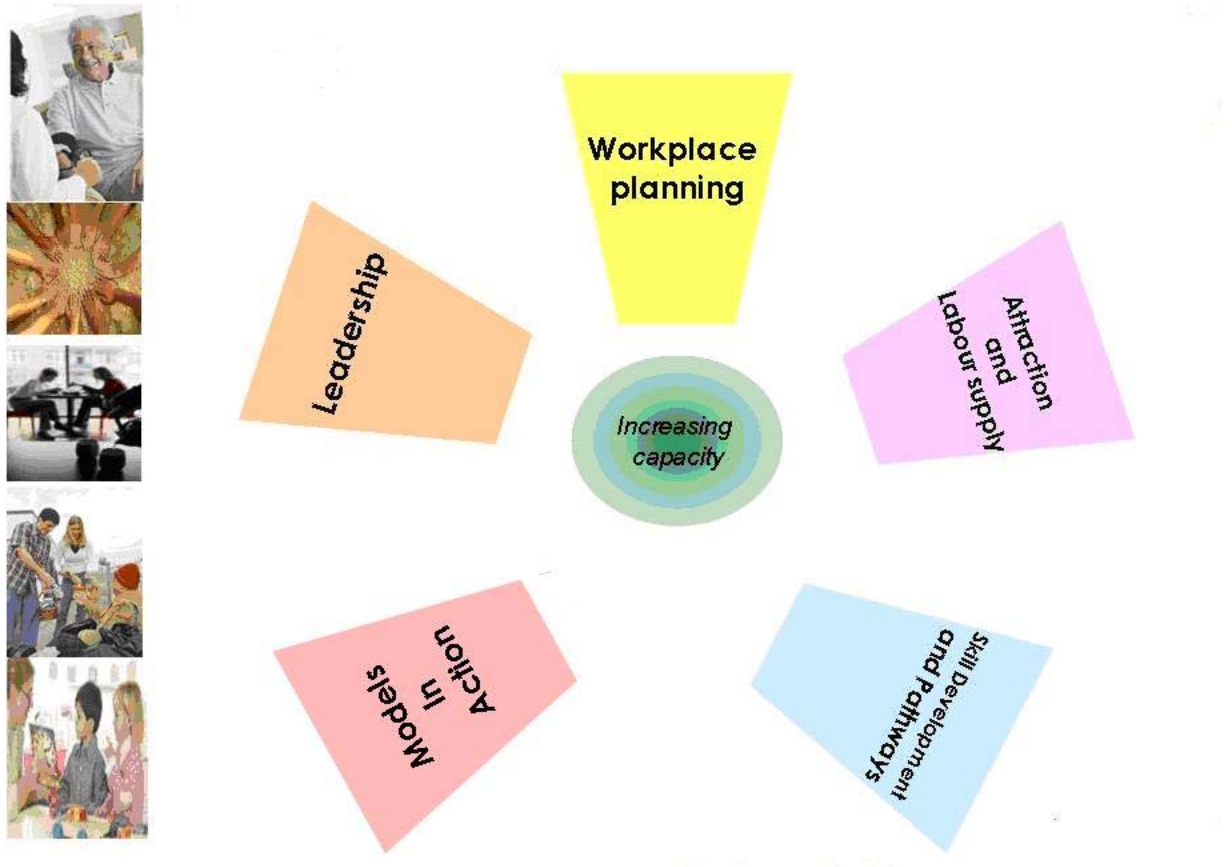 Workplace
planning
Leadership
Attraction
and
Labour supply
Increasing
capacity
Models
In
Action
Skill Development
and Pathways